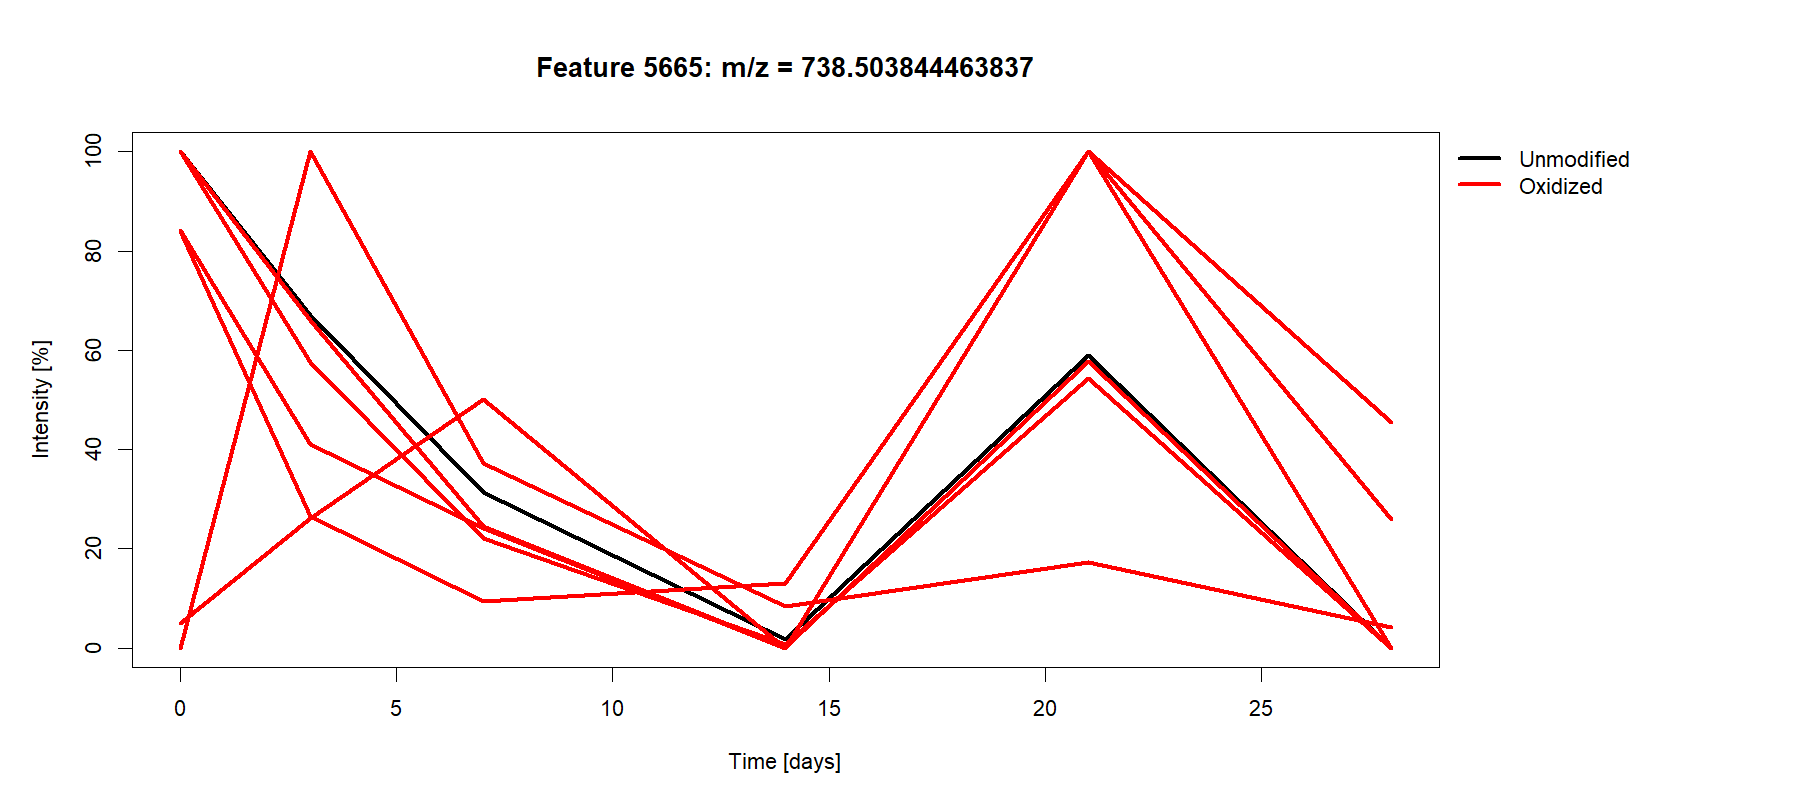 Feature 5665: m/z = 738.503844463837
Unmodified
Oxidized
Intensity [%]
100
80
60
40
20
0
0 5 10 15 20 25
Time [days]